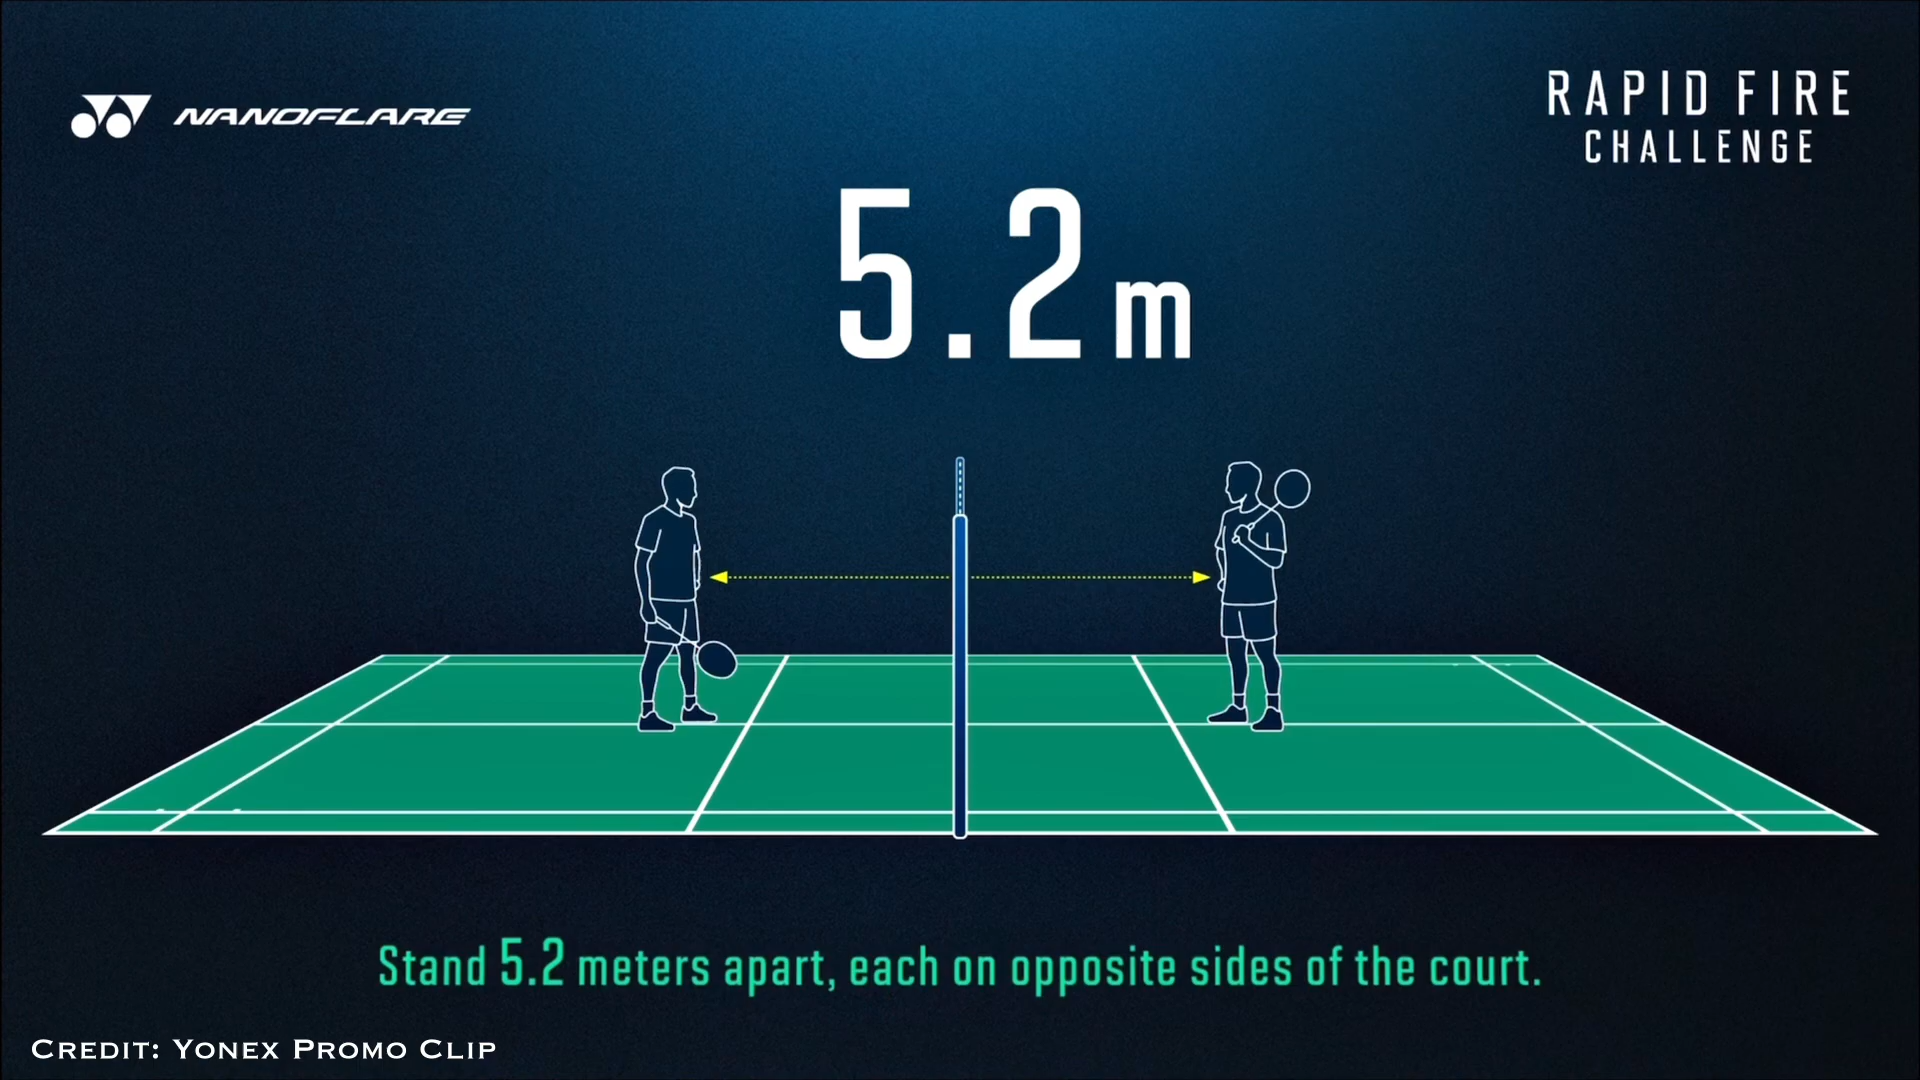 NANOFLARE
RAPID FIRE
CHALLENGE
5.2m
Stand 5.2 meters apart, each on opposite sides of the court.
Credit: Yonex Promo Clip